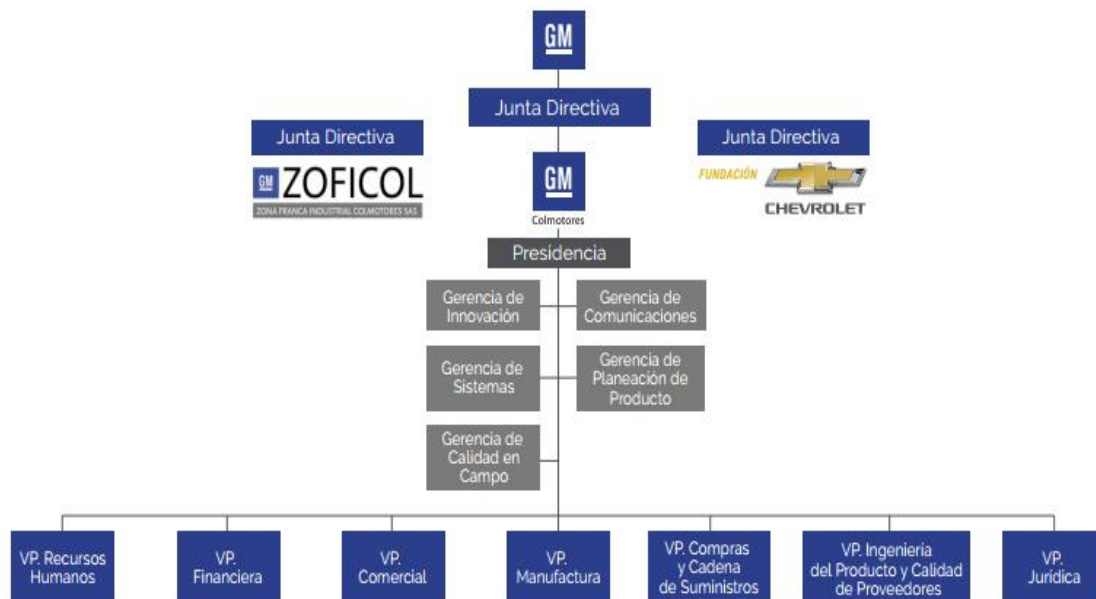 GM
Junta Directiva
Junta Directiva
GM ZOFICOL
ZONA FRANCA INDUSTRIAL COLMOTORES SAS
GM
Colmotores
Junta Directiva
FUNDACIÓN
CHEVROLET
Presidencia
Gerencia de
Innovación
Gerencia de
Comunicaciones
Gerencia de
Sistemas
Gerencia de
Planeación de
Producto
Gerencia de
Calidad en
Campo
VP. Recursos
Humanos
VP.
Financiera
VP.
Comercial
VP.
Manufactura
VP. Compras
y Cadena
de Suministros
VP. Ingeniería
del Producto y Calidad
de Proveedores
VP.
Jurídica